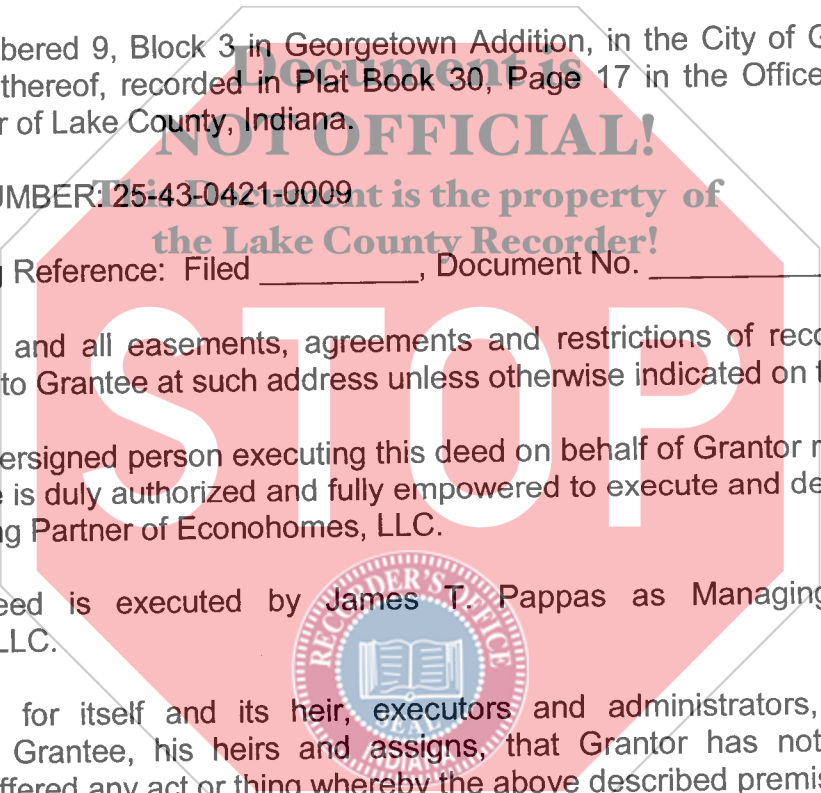 bered 9, Block 3 in Georgetown Addition, in the City of G
Document is
thereof, recorded in Plat Book 30, Page 17 in the Office
r of Lake County, Indiana.
NOT OFFICIAL!
UMBER: 25-43-0421-0009
This Document is the property of
the Lake County Recorder!
g Reference: Filed __________, Document No. ___________
and all easements, agreements and restrictions of reco
to Grantee at such address unless otherwise indicated on t
STOP
ersigned person executing this deed on behalf of Grantor r
e is duly authorized and fully empowered to execute and de
ng Partner of Econohomes, LLC.
eed is executed by James T. Pappas as Managing
LLC.
RECORDER'S OFFICE
SEAL
INDIANA
for itself and its heir, executors and administrators,
Grantee, his heirs and assigns, that Grantor has not
ffered any act or thing whereby the above described premis